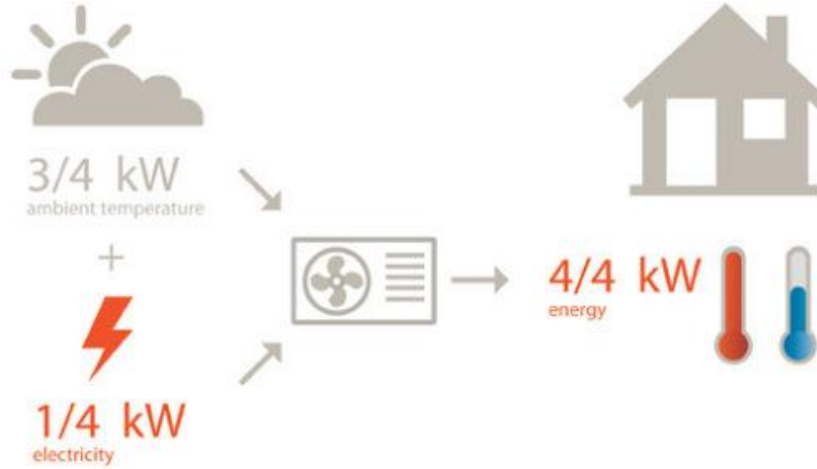 3/4 kW
ambient temperature
+
1/4 kW
electricity
4/4 kW
energy